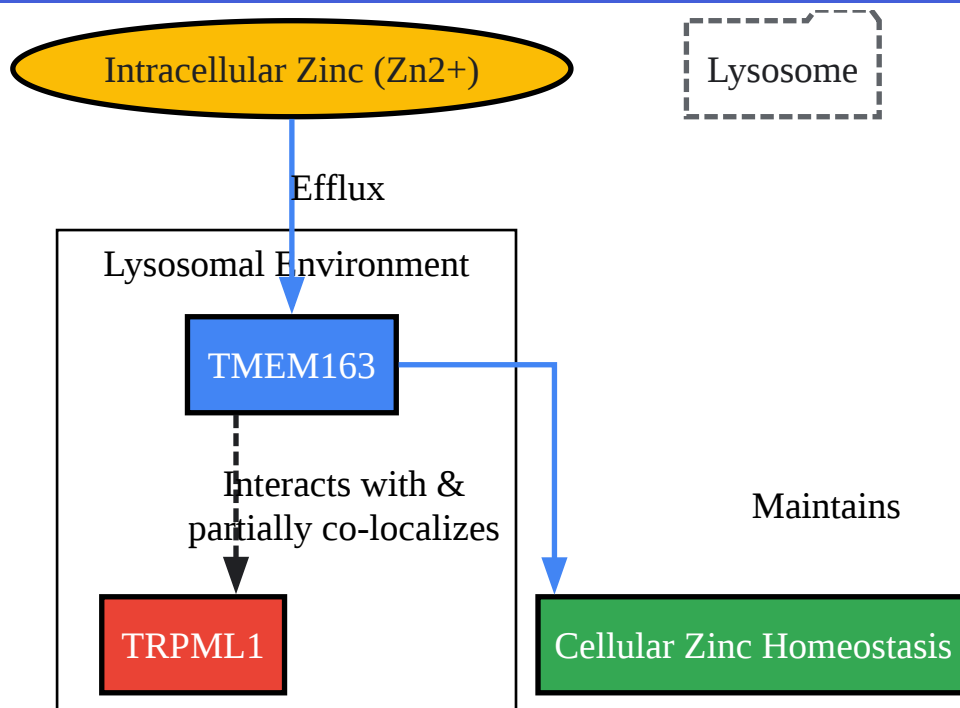 Intracellular Zinc (Zn2+)
Lysosome
Efflux
Lysosomal Environment
TMEM163
Interacts with &
partially co-localizes
Maintains
TRPML1
Cellular Zinc Homeostasis